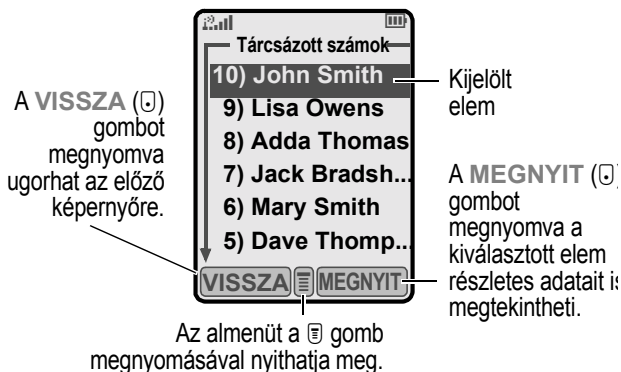 Tárcsázott számok
10) John Smith
9) Lisa Owens
8) Adda Thomas
7) Jack Bradsh...
6) Mary Smith
5) Dave Thomp...
VISSZA
MEGNYIT
A VISSZA ()
gombot
megnyomva
ugorhat az előző
képernyőre.
Kijelölt
elem
A MEGNYIT ()
gombot
megnyomva a
kiválasztott elem
részletes adatait is
megtekintheti.
Az almenüt a gomb
megnyomásával nyithatja meg.